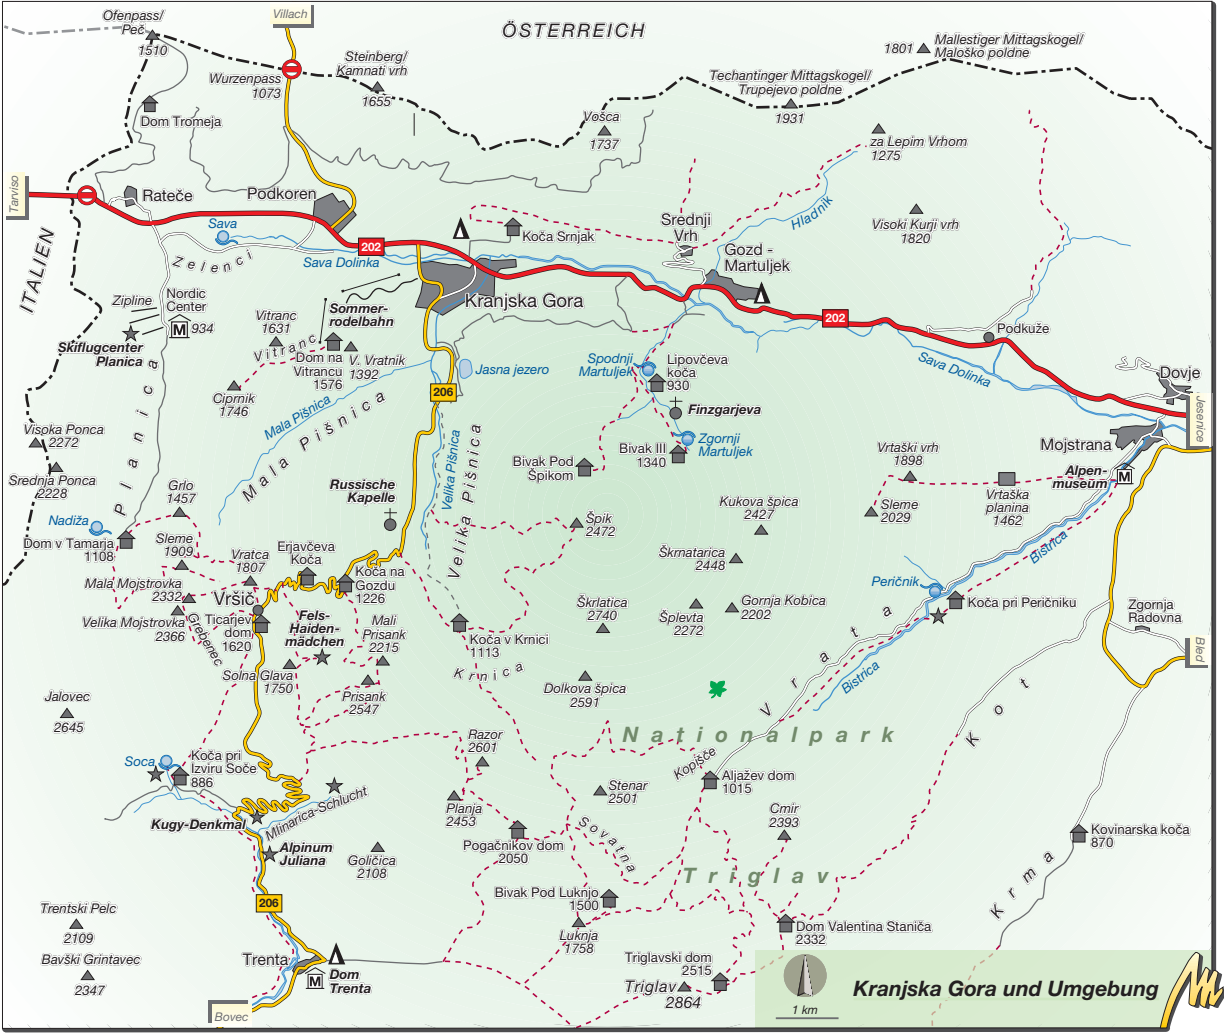 Ofenpass/
Peč
1510
Villach
ÖSTERREICH
Steinberg/
Kamnati vrh
1655
Wurzenpass
1073
1801
Mallestiger Mittagskogel/
Maloško poldne
Techantinger Mittagskogel/
Trupejevo poldne
1931
Dom Tromeja
Vošca
1737
za Lepim Vrhom
1275
Tarviso
Rateče
Podkoren
Sava
Zelenci
202
Sava Dolinka
Koča Srnjak
Srednji
Vrh
Hladnik
Visoki Kurji vrh
1820
Gozd -
Martuljek
ITALIEN
Zipline
Nordic
Center
M 934
Skiflugcenter
Planica
Kranjska Gora
Sommer-
rodelbahn
Vitranc
1631
Vitranc
Dom na
Vitrancu
1576
V. Vratnik
1392
Ciprnik
1746
202
Podkuže
Sava Dolinka
Dovje
Jesenice
Jasna jezero
206
Spodnji
Martuljek
Lipovčeva
koča
930
Finzgarjeva
Zgornji
Martuljek
Bivak III
1340
Bivak Pod
Špikom
Mala Pišnica
Mala Pišnica
Planica
Visoka Ponca
2272
Srednja Ponca
2228
Grlo
1457
Nadiža
Dom v Tamarja
1108
Sleme
1909
Russische
Kapelle
Velika Pišnica
Velika Pišnica
Mojstrana
Alpen-
museum
M
Vrtaški vrh
1898
Sleme
2029
Vrtaška
planina
1462
Kukova špica
2427
Špik
2472
Škrnatarica
2448
Bistrica
Peričnik
Koča pri Peričniku
Vratca
1807
Erjavčeva
Koča
Koča na
Gozdu
1226
Mala Mojstrovka
2332
Velika Mojstrovka
2366
Grebenec
Vršič
Ticarjev
dom
1620
Fels-
Haiden-
mädchen
Mali
Prisank
2215
Solna Glava
1750
Prisank
2547
Koča v Krnici
1113
Krnica
Škrlatica
2740
Šplevta
2272
Gornja Kobica
2202
Dolkova špica
2591
Zgornja
Radovna
Bled
Bistrica
Vrata
Kot
Jalovec
2645
Nationalpark
Soca
Koča pri
Izviru Soče
886
Razor
2601
Planja
2453
Stenar
2501
Kopišče
Aljažev dom
1015
Cmir
2393
Mlinarica-Schlucht
Kugy-Denkmal
Alpinum
Juliana
Goličica
2108
Pogačnikov dom
2050
Sovatna
Triglav
Kovinarska koča
870
Krma
206
Bivak Pod Luknjo
1500
Luknja
1758
Dom Valentina Staniča
2332
Trentski Pelc
2109
Bavški Grintavec
2347
Trenta
M
Dom
Trenta
Triglavski dom
2515
Triglav
2864
Bovec
1 km
Kranjska Gora und Umgebung